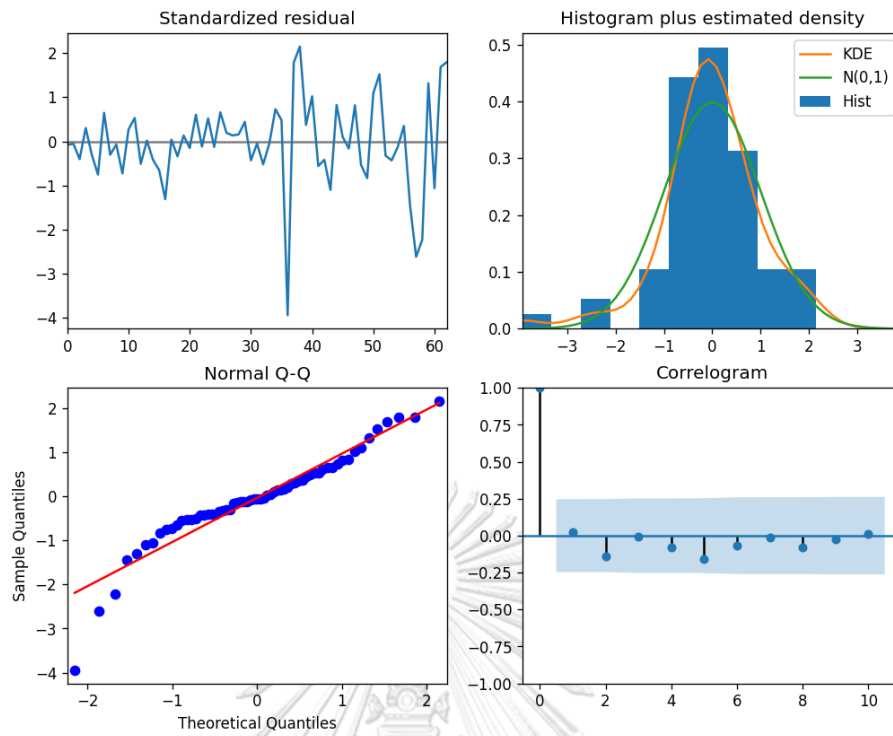 Standardized residual
2
1
0
−1
−2
−3
−4
0 10 20 30 40 50 60
Histogram plus estimated density
KDE
N(0,1)
Hist
0.5
0.4
0.3
0.2
0.1
0.0
−3 −2 −1 0 1 2 3
Normal Q-Q
Sample Quantiles
2
1
0
−1
−2
−3
−4
−2 −1 0 1 2
Theoretical Quantiles
Correlogram
1.00
0.75
0.50
0.25
0.00
−0.25
−0.50
−0.75
−1.00
0 2 4 6 8 10